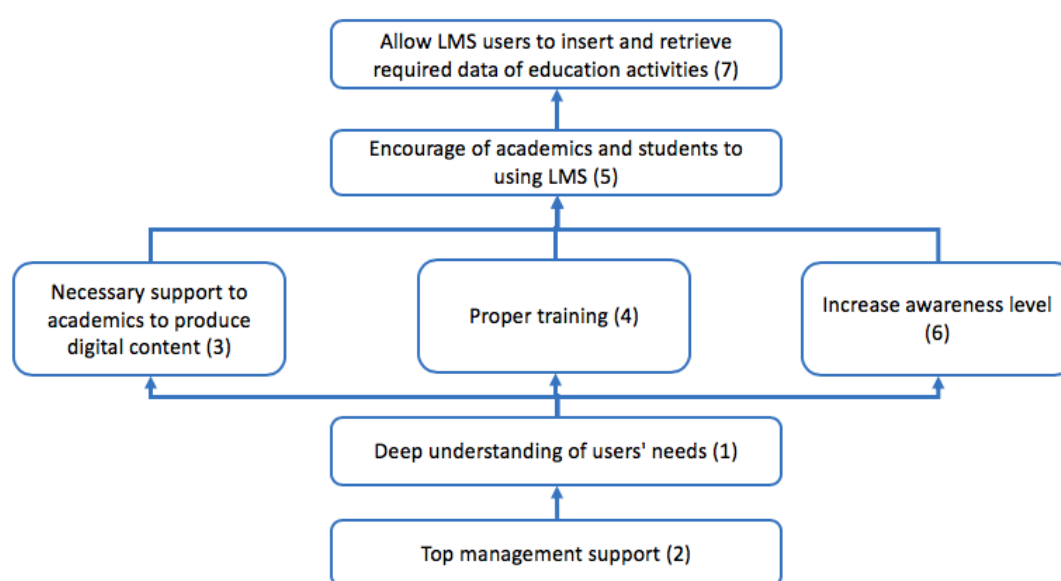 Allow LMS users to insert and retrieve
required data of education activities (7)
Encourage of academics and students to
using LMS (5)
Necessary support to
academics to produce
digital content (3)
Proper training (4)
Increase awareness level
(6)
Deep understanding of users' needs (1)
Top management support (2)